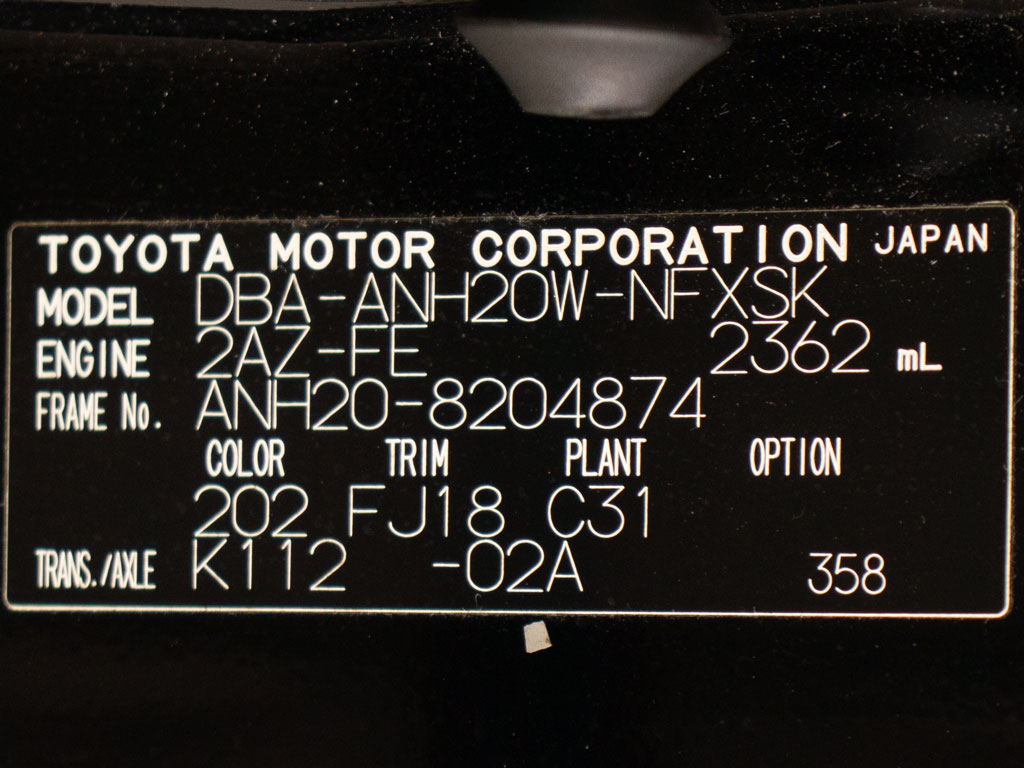 TOYOTA MOTOR CORPORATION JAPAN
MODEL DBA-ANH20W-NFXSK
ENGINE 2AZ-FE 2362 mL
FRAME No. ANH20-8204874
COLOR TRIM PLANT OPTION
202 FJ18 C31
TRANS./AXLE K112 -02A 358